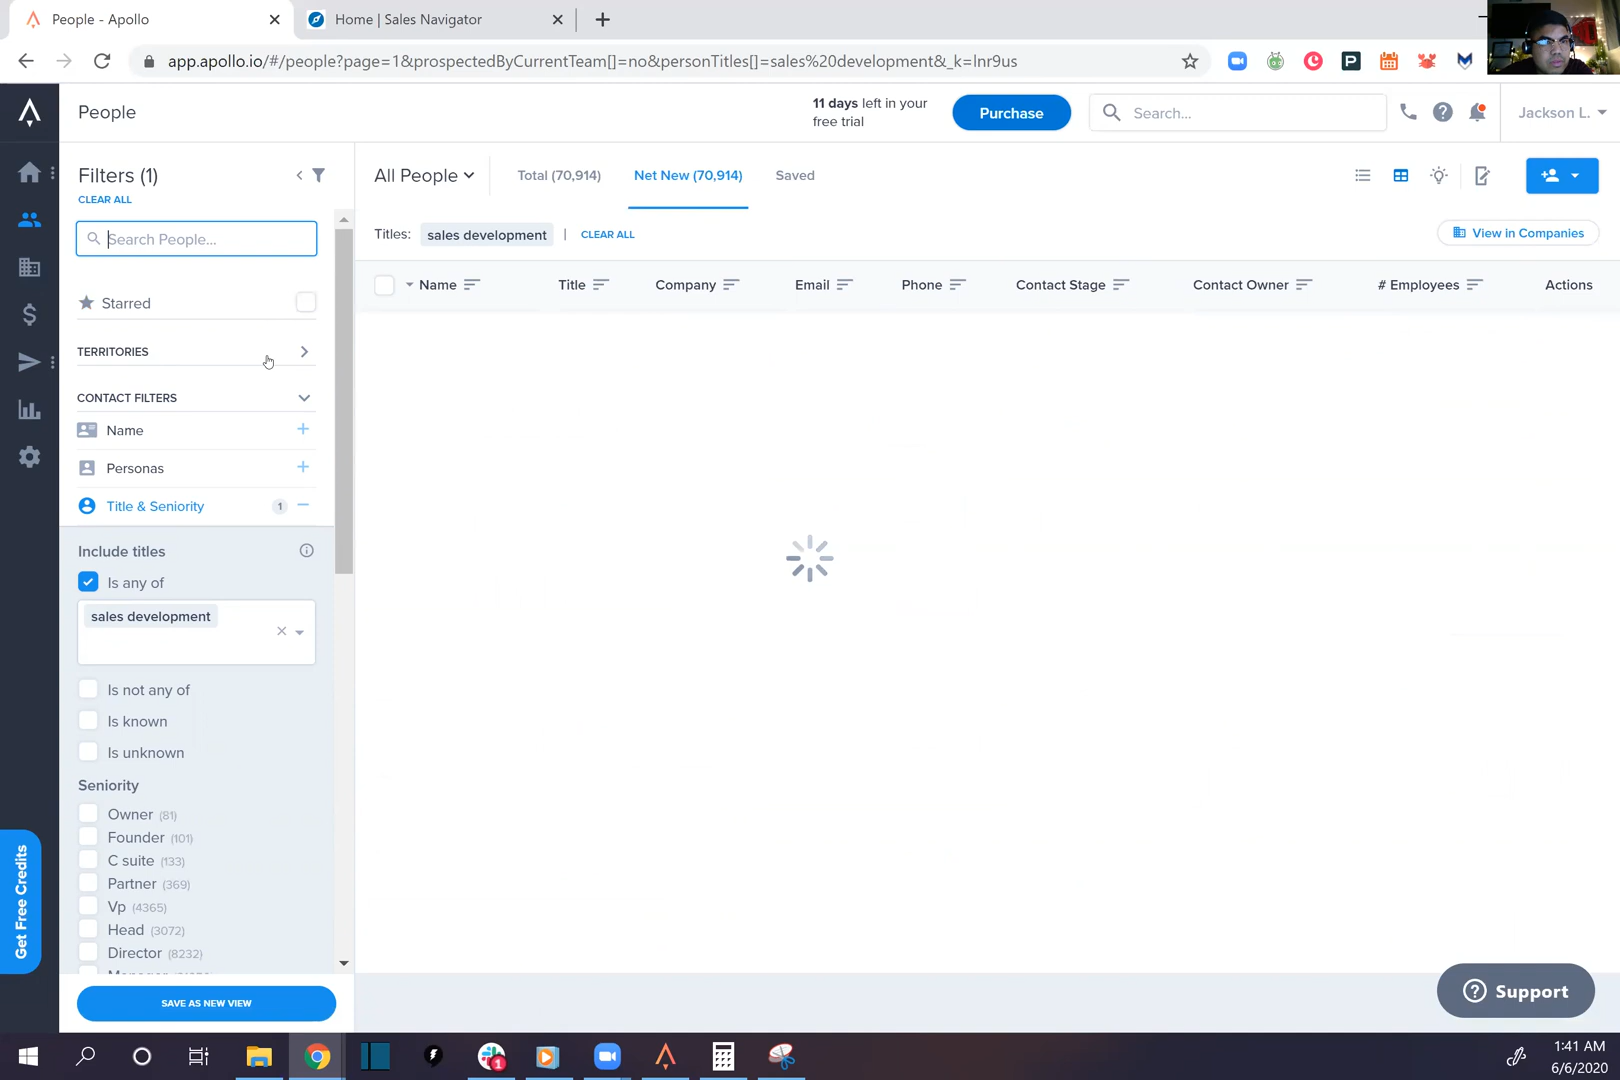 People - Apollo
Home | Sales Navigator
app.apollo.io/#/people?page=1&prospectedByCurrentTeam[]=no&personTitles[]=sales%20development&_k=lnr9us
People
11 days left in your
free trial
Purchase
Search...
Jackson L.
Filters (1)
CLEAR ALL
All People
Total (70,914)
Net New (70,914)
Saved
Search People...
Titles: sales development | CLEAR ALL
View in Companies
Name
Title
Company
Email
Phone
Contact Stage
Contact Owner
# Employees
Actions
Starred
TERRITORIES
CONTACT FILTERS
Name
Personas
Title & Seniority 1
Include titles
Is any of
sales development
Is not any of
Is known
Is unknown
Seniority
Owner (81)
Founder (101)
C suite (133)
Partner (369)
Vp (4365)
Head (3072)
Director (8232)
SAVE AS NEW VIEW
Get Free Credits
Support
1:41 AM
6/6/2020